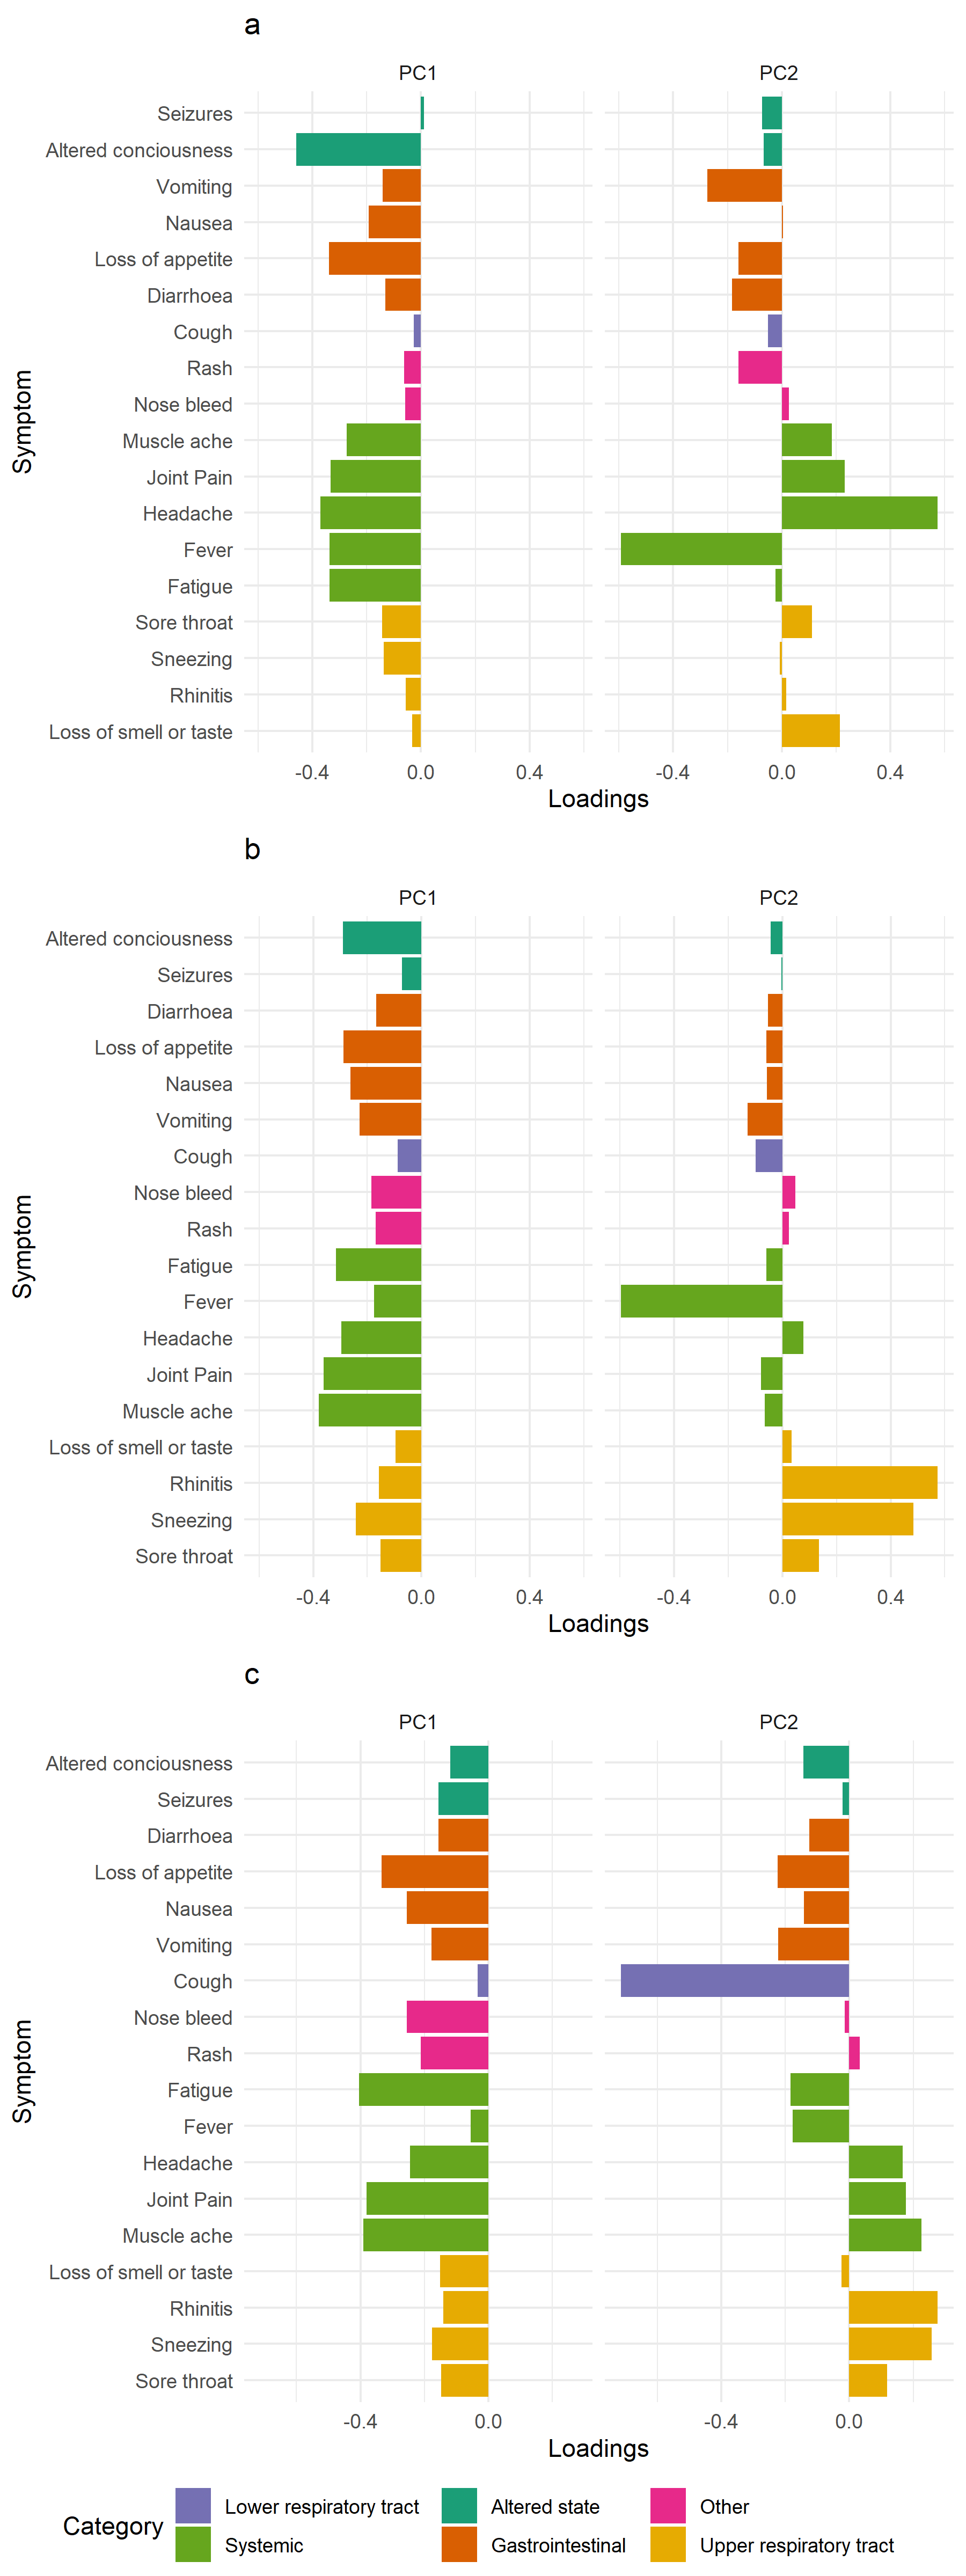 a
PC1 PC2
Seizures
Altered conciousness
Vomiting
Nausea
Loss of appetite
Diarrhoea
Cough
Rash
Nose bleed
Muscle ache
Joint Pain
Headache
Fever
Fatigue
Sore throat
Sneezing
Rhinitis
Loss of smell or taste
Symptom
-0.4 0.0 0.4 -0.4 0.0 0.4
Loadings
b
PC1 PC2
Altered conciousness
Seizures
Diarrhoea
Loss of appetite
Nausea
Vomiting
Cough
Nose bleed
Rash
Fatigue
Fever
Headache
Joint Pain
Muscle ache
Loss of smell or taste
Rhinitis
Sneezing
Sore throat
Symptom
-0.4 0.0 0.4 -0.4 0.0 0.4
Loadings
c
PC1 PC2
Altered conciousness
Seizures
Diarrhoea
Loss of appetite
Nausea
Vomiting
Cough
Nose bleed
Rash
Fatigue
Fever
Headache
Joint Pain
Muscle ache
Loss of smell or taste
Rhinitis
Sneezing
Sore throat
Symptom
-0.4 0.0 -0.4 0.0
Loadings
Category
Lower respiratory tract Altered state Other
Systemic Gastrointestinal Upper respiratory tract